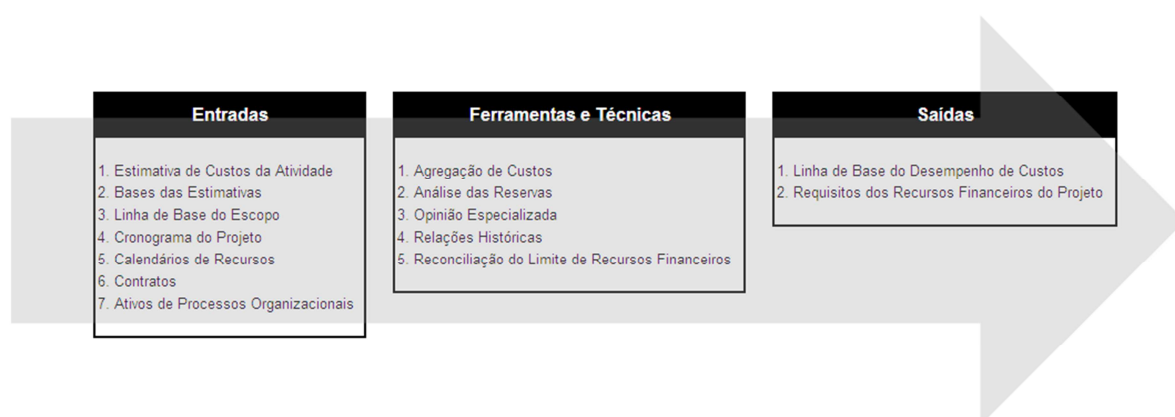 Entradas
1. Estimativa de Custos da Atividade
2. Bases das Estimativas
3. Linha de Base do Escopo
4. Cronograma do Projeto
5. Calendários de Recursos
6. Contratos
7. Ativos de Processos Organizacionais
Ferramentas e Técnicas
1. Agregação de Custos
2. Análise das Reservas
3. Opinião Especializada
4. Relações Históricas
5. Reconciliação do Limite de Recursos Financeiros
Saídas
1. Linha de Base do Desempenho de Custos
2. Requisitos dos Recursos Financeiros do Projeto